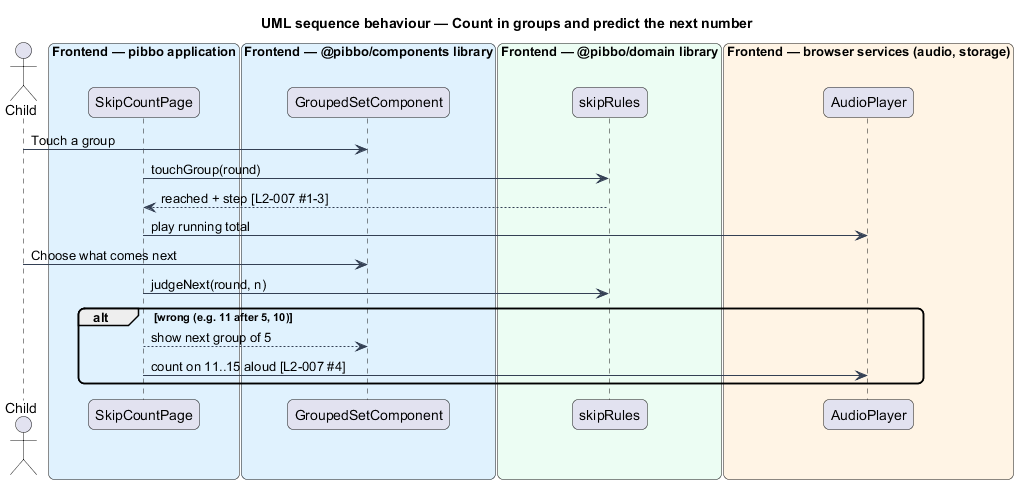 UML sequence behaviour — Count in groups and predict the next number
Frontend — pibbo application
Frontend — @pibbo/components library
Frontend — @pibbo/domain library
Frontend — browser services (audio, storage)
Child
SkipCountPage
GroupedSetComponent
skipRules
AudioPlayer
Touch a group
touchGroup(round)
reached + step [L2-007 #1-3]
play running total
Choose what comes next
judgeNext(round, n)
alt
[wrong (e.g. 11 after 5, 10)]
show next group of 5
count on 11..15 aloud [L2-007 #4]
Child
SkipCountPage
GroupedSetComponent
skipRules
AudioPlayer